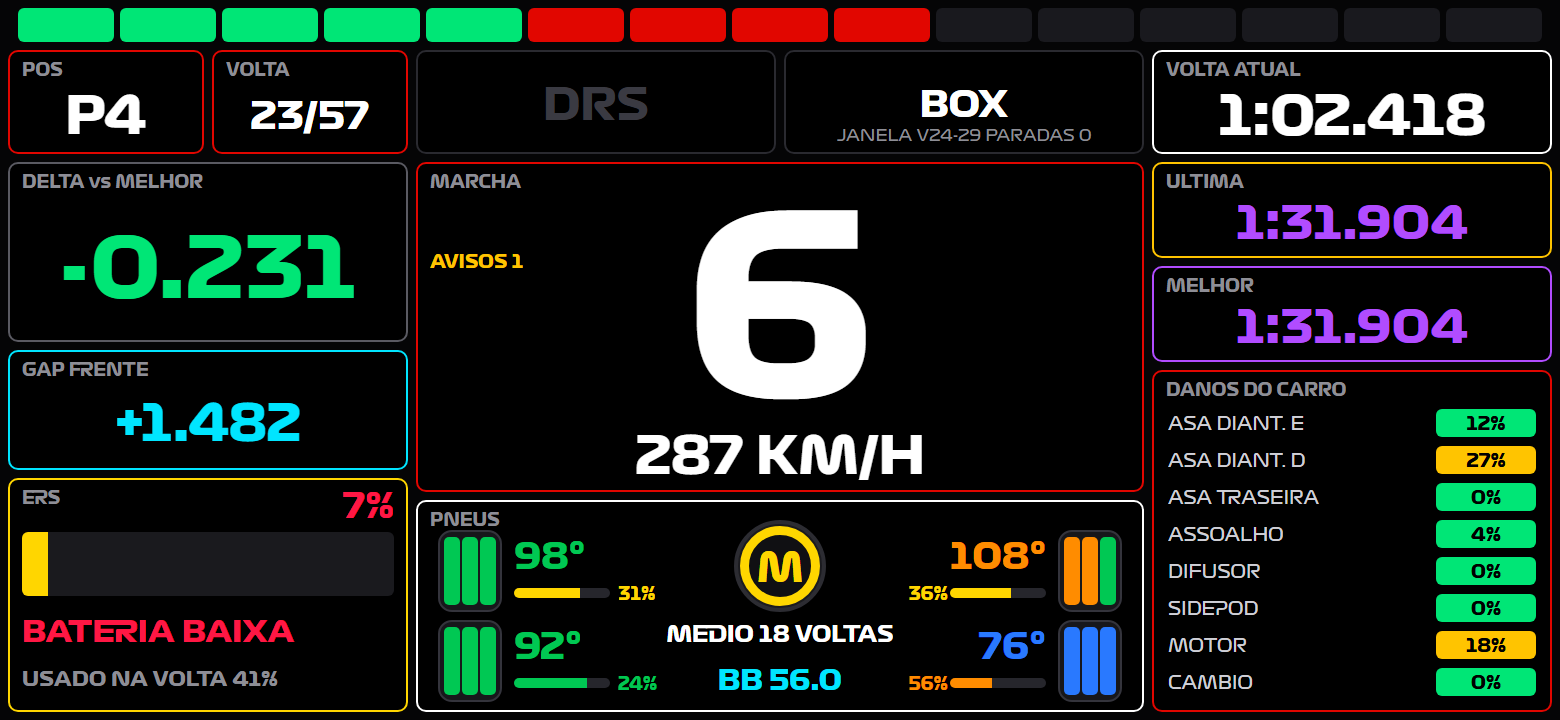 POS
P4
VOLTA
23/57
DRS
BOX
JANELA V24-29 PARADAS 0
VOLTA ATUAL
1:02.418
DELTA vs MELHOR
-0.231
MARCHA
AVISOS 1
6
287 KM/H
ULTIMA
1:31.904
MELHOR
1:31.904
GAP FRENTE
+1.482
ERS
7%
BATERIA BAIXA
USADO NA VOLTA 41%
PNEUS
98°
31%
M
108°
36%
92°
24%
MEDIO 18 VOLTAS
BB 56.0
76°
56%
DANOS DO CARRO
ASA DIANT. E 12%
ASA DIANT. D 27%
ASA TRASEIRA 0%
ASSOALHO 4%
DIFUSOR 0%
SIDEPOD 0%
MOTOR 18%
CAMBIO 0%